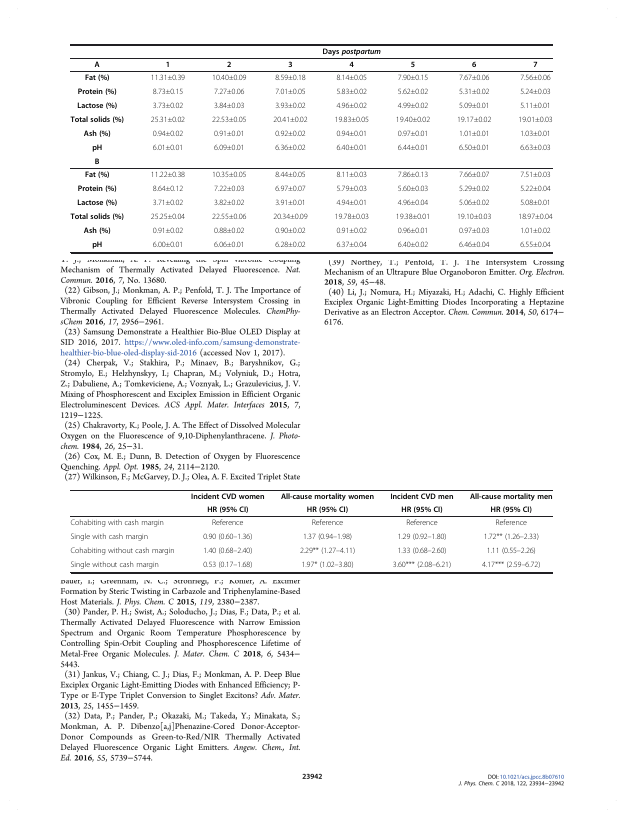 Days postpartum
A 1 2 3 4 5 6 7
Fat (%) 11.31±0.39 10.40±0.09 8.59±0.18 8.14±0.05 7.90±0.15 7.67±0.06 7.56±0.06
Protein (%) 8.73±0.15 7.27±0.06 7.01±0.05 5.83±0.02 5.62±0.02 5.31±0.02 5.24±0.03
Lactose (%) 3.73±0.02 3.84±0.03 3.93±0.02 4.96±0.02 4.99±0.02 5.09±0.01 5.11±0.01
Total solids (%) 25.31±0.02 22.53±0.05 20.41±0.02 19.83±0.05 19.40±0.02 19.17±0.02 19.01±0.03
Ash (%) 0.94±0.02 0.91±0.01 0.92±0.02 0.94±0.01 0.97±0.01 1.01±0.01 1.03±0.01
pH 6.01±0.01 6.09±0.01 6.36±0.02 6.40±0.01 6.44±0.01 6.50±0.01 6.63±0.03
B
Fat (%) 11.22±0.38 10.35±0.05 8.44±0.05 8.11±0.03 7.86±0.13 7.66±0.07 7.51±0.03
Protein (%) 8.64±0.12 7.22±0.03 6.97±0.07 5.79±0.03 5.60±0.03 5.29±0.02 5.22±0.04
Lactose (%) 3.71±0.02 3.82±0.02 3.91±0.01 4.94±0.01 4.96±0.04 5.06±0.02 5.08±0.01
Total solids (%) 25.25±0.04 22.55±0.06 20.34±0.09 19.78±0.03 19.38±0.01 19.10±0.03 18.97±0.04
Ash (%) 0.91±0.02 0.88±0.02 0.90±0.02 0.91±0.02 0.96±0.01 0.97±0.03 1.01±0.02
pH 6.00±0.01 6.06±0.01 6.28±0.02 6.37±0.04 6.40±0.02 6.46±0.04 6.55±0.04
Mechanism of Thermally Activated Delayed Fluorescence. Nat.
Commun. 2016, 7, No. 13680.
(22) Gibson, J.; Monkman, A. P.; Penfold, T. J. The Importance of
Vibronic Coupling for Efficient Reverse Intersystem Crossing in
Thermally Activated Delayed Fluorescence Molecules. ChemPhy-
sChem 2016, 17, 2956−2961.
(23) Samsung Demonstrate a Healthier Bio-Blue OLED Display at
SID 2016, 2017. https://www.oled-info.com/samsung-demonstrate-
healthier-bio-blue-oled-display-sid-2016 (accessed Nov 1, 2017).
(24) Cherpak, V.; Stakhira, P.; Minaev, B.; Baryshnikov, G.;
Stromylo, E.; Helzhynskyy, I.; Chapran, M.; Volyniuk, D.; Hotra,
Z.; Dabuliene, A.; Tomkeviciene, A.; Voznyak, L.; Grazulevicius, J. V.
Mixing of Phosphorescent and Exciplex Emission in Efficient Organic
Electroluminescent Devices. ACS Appl. Mater. Interfaces 2015, 7,
1219−1225.
(25) Chakravorty, K.; Poole, J. A. The Effect of Dissolved Molecular
Oxygen on the Fluorescence of 9,10-Diphenylanthracene. J. Photo-
chem. 1984, 26, 25−31.
(26) Cox, M. E.; Dunn, B. Detection of Oxygen by Fluorescence
Quenching. Appl. Opt. 1985, 24, 2114−2120.
(27) Wilkinson, F.; McGarvey, D. J.; Olea, A. F. Excited Triplet State
(39) Northey, T.; Penfold, T. J. The Intersystem Crossing
Mechanism of an Ultrapure Blue Organoboron Emitter. Org. Electron.
2018, 59, 45−48.
(40) Li, J.; Nomura, H.; Miyazaki, H.; Adachi, C. Highly Efficient
Exciplex Organic Light-Emitting Diodes Incorporating a Heptazine
Derivative as an Electron Acceptor. Chem. Commun. 2014, 50, 6174−
6176.
Incident CVD women All-cause mortality women Incident CVD men All-cause mortality men
HR (95% CI) HR (95% CI) HR (95% CI) HR (95% CI)
Cohabiting with cash margin Reference Reference Reference Reference
Single with cash margin 0.90 (0.60–1.36) 1.37 (0.94–1.98) 1.29 (0.92–1.80) 1.72** (1.26–2.33)
Cohabiting without cash margin 1.40 (0.68–2.40) 2.29** (1.27–4.11) 1.33 (0.68–2.60) 1.11 (0.55–2.26)
Single without cash margin 0.53 (0.17–1.68) 1.97* (1.02–3.80) 3.60*** (2.08–6.21) 4.17*** (2.59–6.72)
Bauer, I.; Greenham, N. C.; Strohriegl, P.; Köhler, A. Excimer
Formation by Steric Twisting in Carbazole and Triphenylamine-Based
Host Materials. J. Phys. Chem. C 2015, 119, 2380−2387.
(30) Pander, P. H.; Swist, A.; Soloducho, J.; Dias, F.; Data, P.; et al.
Thermally Activated Delayed Fluorescence with Narrow Emission
Spectrum and Organic Room Temperature Phosphorescence by
Controlling Spin-Orbit Coupling and Phosphorescence Lifetime of
Metal-Free Organic Molecules. J. Mater. Chem. C 2018, 6, 5434−
5443.
(31) Jankus, V.; Chiang, C. J.; Dias, F.; Monkman, A. P. Deep Blue
Exciplex Organic Light-Emitting Diodes with Enhanced Efficiency; P-
Type or E-Type Triplet Conversion to Singlet Excitons? Adv. Mater.
2013, 25, 1455−1459.
(32) Data, P.; Pander, P.; Okazaki, M.; Takeda, Y.; Minakata, S.;
Monkman, A. P. Dibenzo[a,j]Phenazine-Cored Donor-Acceptor-
Donor Compounds as Green-to-Red/NIR Thermally Activated
Delayed Fluorescence Organic Light Emitters. Angew. Chem., Int.
Ed. 2016, 55, 5739−5744.
23942
DOI: 10.1021/acs.jpcc.8b07610
J. Phys. Chem. C 2018, 122, 23934−23942